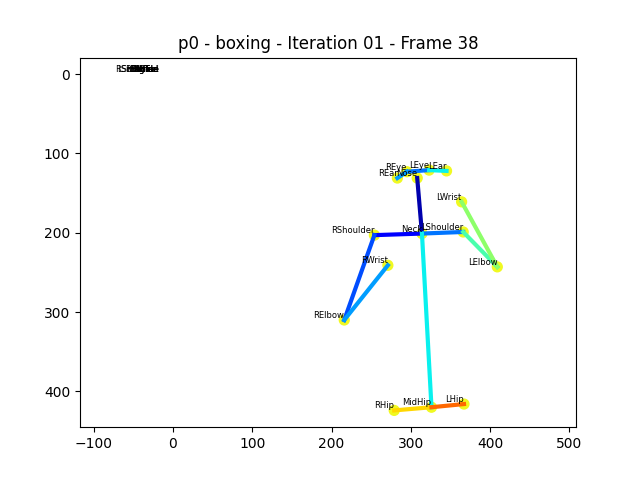 p0 - boxing - Iteration 01 - Frame 38
0
100
200
300
400
REye
LEye
LEar
REar
Nose
LWrist
RShoulder
Neck
LShoulder
RWrist
LElbow
RElbow
RHip
MidHip
LHip
−100
0
100
200
300
400
500